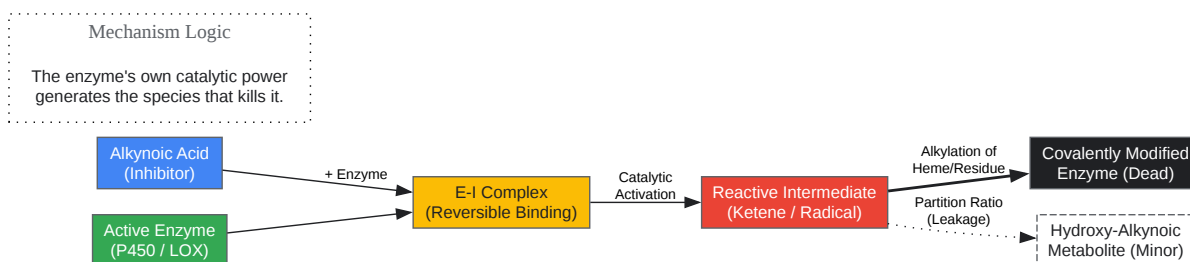 Mechanism Logic
The enzyme's own catalytic power
generates the species that kills it.
Alkynoic Acid
(Inhibitor)
+ Enzyme
Active Enzyme
(P450 / LOX)
E-I Complex
(Reversible Binding)
Catalytic
Activation
Reactive Intermediate
(Ketene / Radical)
Alkylation of
Heme/Residue
Partition Ratio
(Leakage)
Covalently Modified
Enzyme (Dead)
Hydroxy-Alkynoic
Metabolite (Minor)